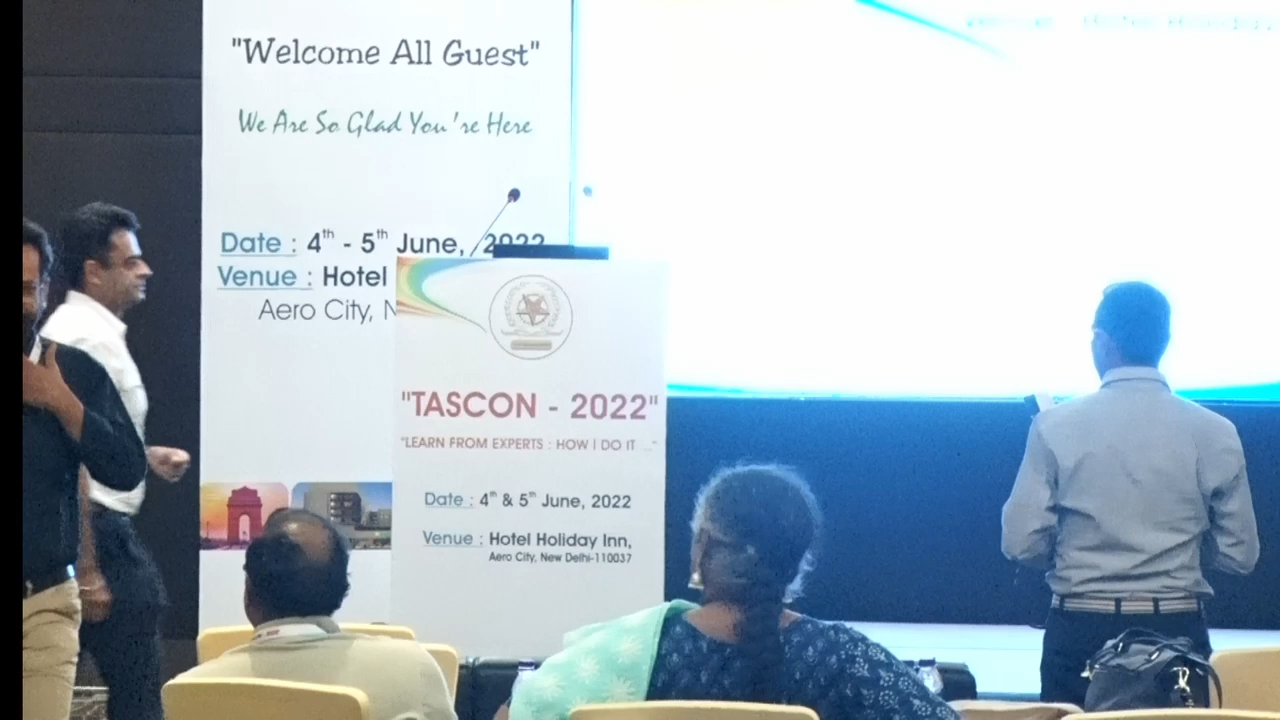 "Welcome All Guest"
We Are So Glad You're Here
Date : 4th - 5th June, 2022
Venue : Hotel
Aero City, N
"TASCON - 2022"
"LEARN FROM EXPERTS : HOW I DO IT ...."
Date : 4th & 5th June, 2022
Venue : Hotel Holiday Inn,
Aero City, New Delhi-110037